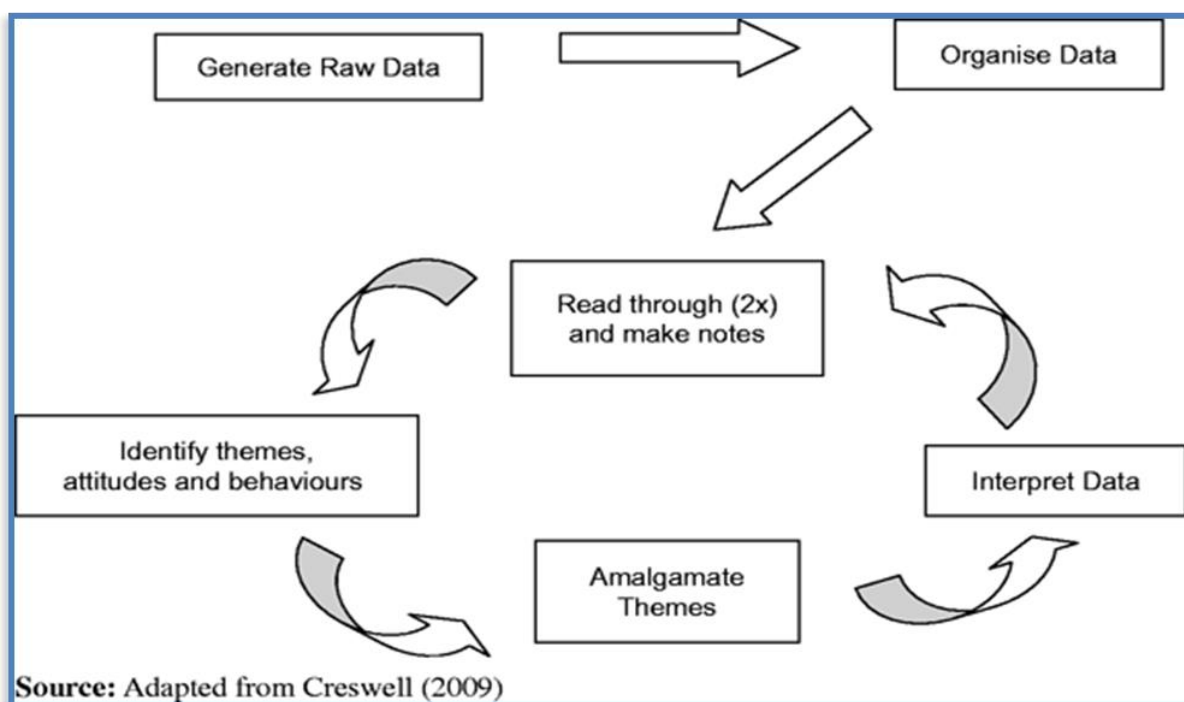 Generate Raw Data
Organise Data
Read through (2x)
and make notes
Identify themes,
attitudes and behaviours
Interpret Data
Amalgamate
Themes
Source: Adapted from Creswell (2009)